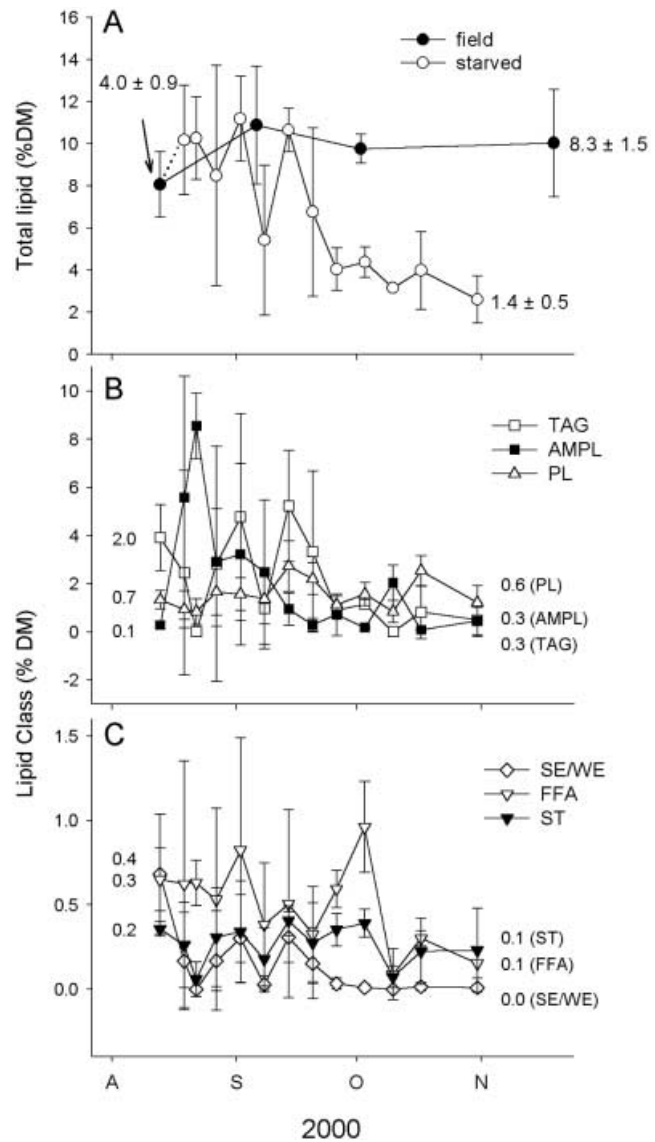 A
16
14
12
10
8
6
4
2
0
Total lipid (%DM)
field
starved
4.0 ± 0.9
8.3 ± 1.5
1.4 ± 0.5
B
10
8
6
4
2
0
-2
TAG
AMPL
PL
2.0
0.7
0.1
0.6 (PL)
0.3 (AMPL)
0.3 (TAG)
Lipid Class (% DM)
C
1.5
1.0
0.5
0.0
SE/WE
FFA
ST
0.4
0.3
0.2
0.1 (ST)
0.1 (FFA)
0.0 (SE/WE)
A S O N
2000